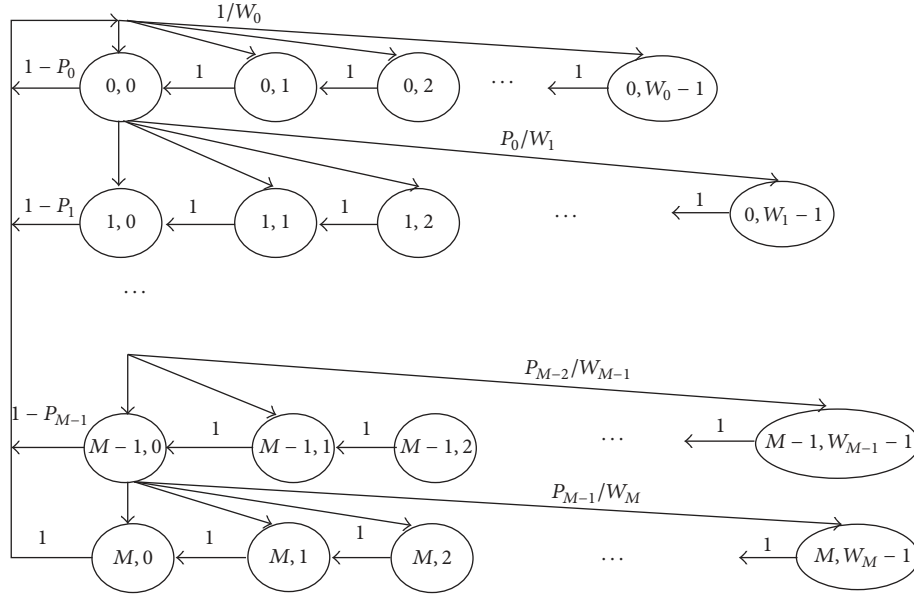 1/W_0
1 − P_0
0, 0
1
0, 1
1
0, 2
...
1
0, W_0 − 1
P_0/W_1
1 − P_1
1, 0
1
1, 1
1
1, 2
...
1
0, W_1 − 1
...
P_{M−2}/W_{M−1}
1 − P_{M−1}
M − 1, 0
1
M − 1, 1
1
M − 1, 2
...
1
M − 1, W_{M−1} − 1
P_{M−1}/W_M
1
M, 0
1
M, 1
1
M, 2
...
1
M, W_M − 1